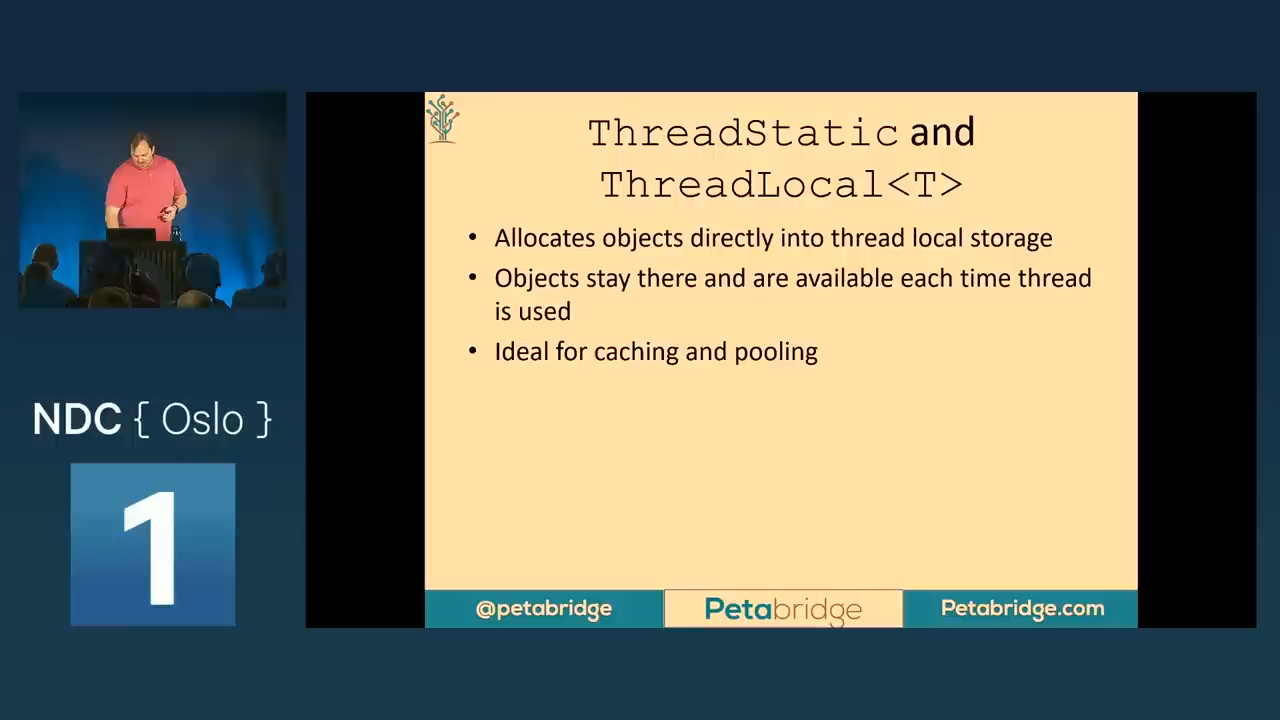 ThreadStatic and
ThreadLocal<T>
• Allocates objects directly into thread local storage
• Objects stay there and are available each time thread
is used
• Ideal for caching and pooling
NDC { Oslo }
1
@petabridge
Petabridge
Petabridge.com